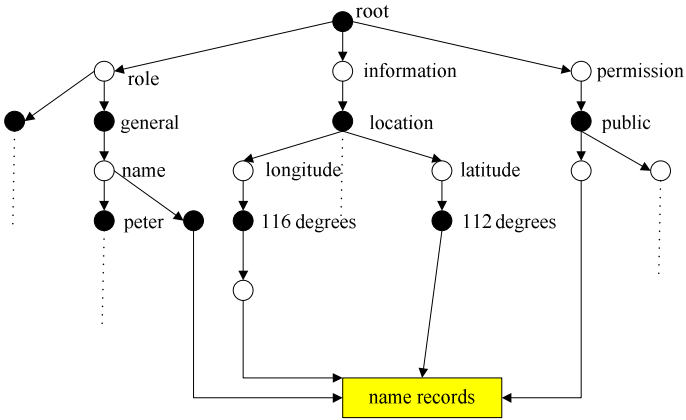 root
role
information
permission
general
location
public
name
longitude
latitude
peter
116 degrees
112 degrees
name records